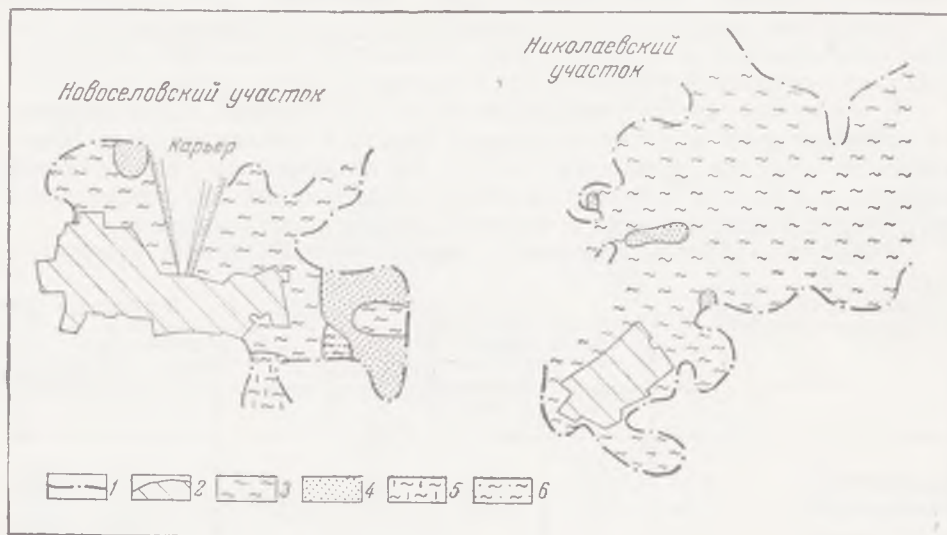 Николаевский
участок
Новоселовский участок
Карьер
1 2 3 4 5 6